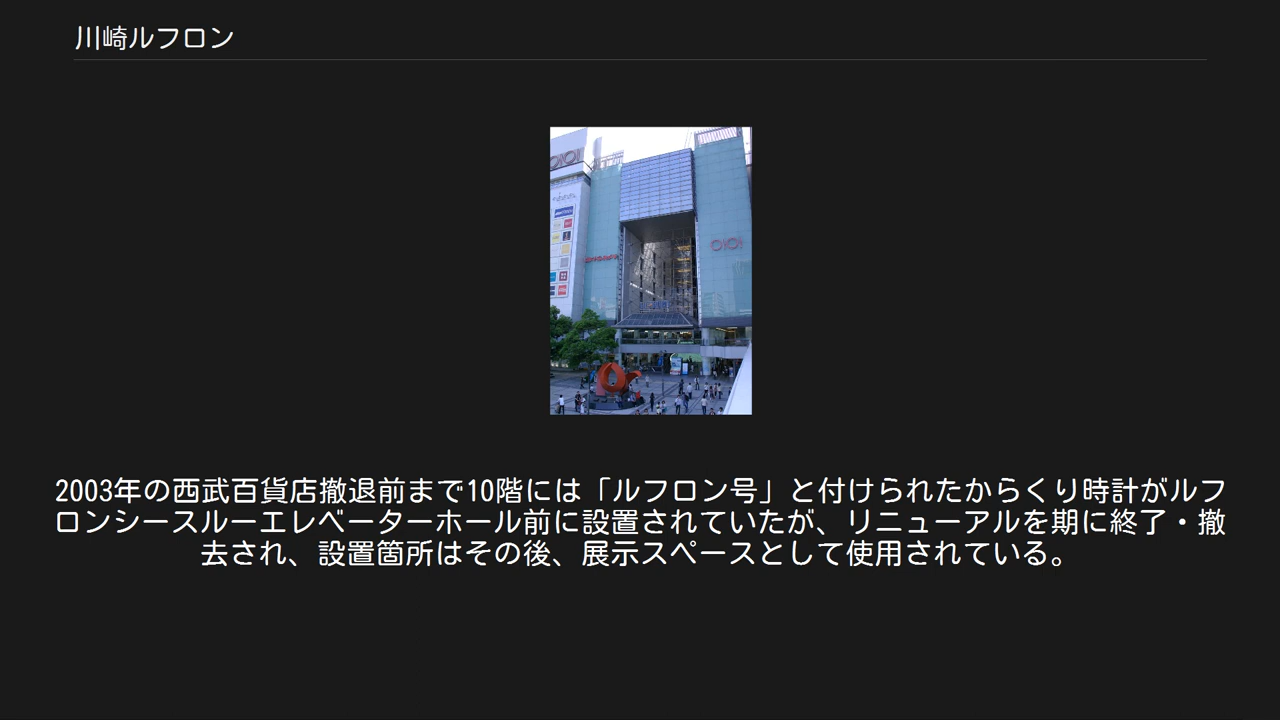 川崎ルフロン
OIOI
OIOI
2003年の西武百貨店撤退前まで10階には「ルフロン号」と付けられたからくり時計がルフ
ロンシースルーエレベーターホール前に設置されていたが、リニューアルを期に終了・撤
去され、設置箇所はその後、展示スペースとして使用されている。